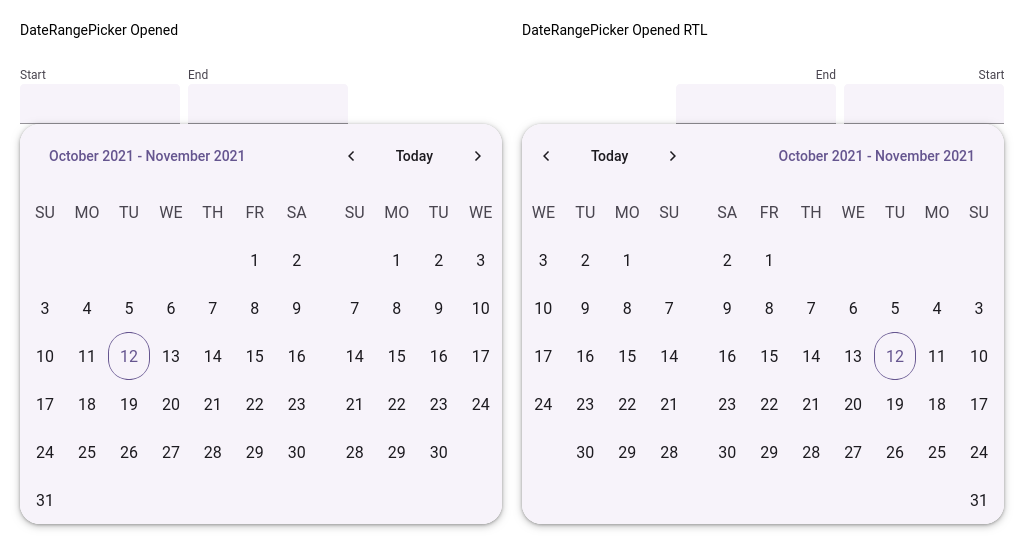 DateRangePicker Opened
Start End
October 2021 - November 2021 Today
SU MO TU WE TH FR SA SU MO TU WE
1 2 1 2 3
3 4 5 6 7 8 9 7 8 9 10
10 11 12 13 14 15 16 14 15 16 17
17 18 19 20 21 22 23 21 22 23 24
24 25 26 27 28 29 30 28 29 30
31
DateRangePicker Opened RTL
End Start
Today October 2021 - November 2021
WE TU MO SU SA FR TH WE TU MO SU
3 2 1 2 1
10 9 8 7 9 8 7 6 5 4 3
17 16 15 14 16 15 14 13 12 11 10
24 23 22 21 23 22 21 20 19 18 17
30 29 28 30 29 28 27 26 25 24
31